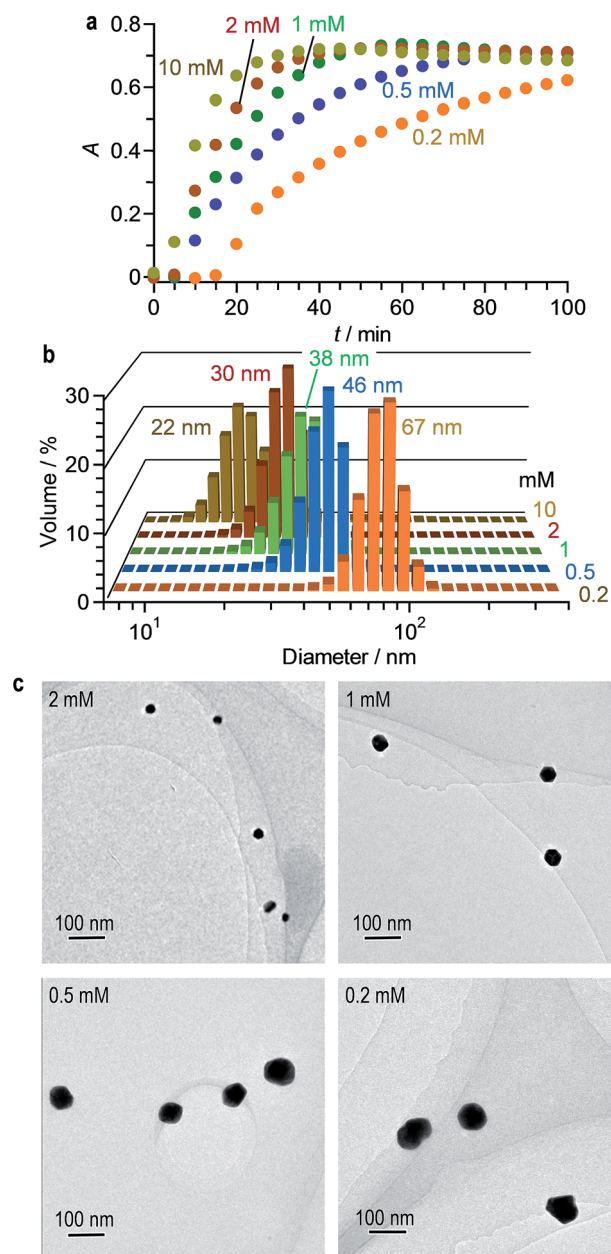 a
0.8
2 mM
1 mM
10 mM
0.6
0.5 mM
A
0.4
0.2 mM
0.2
0
0
20
40
60
80
100
t / min
b
38 nm
30
30 nm
46 nm
22 nm
67 nm
20
Volume / %
mM
10
10
2
1
0.5
0
0.2
10¹
10²
Diameter / nm
c
2 mM
1 mM
100 nm
100 nm
0.5 mM
0.2 mM
100 nm
100 nm